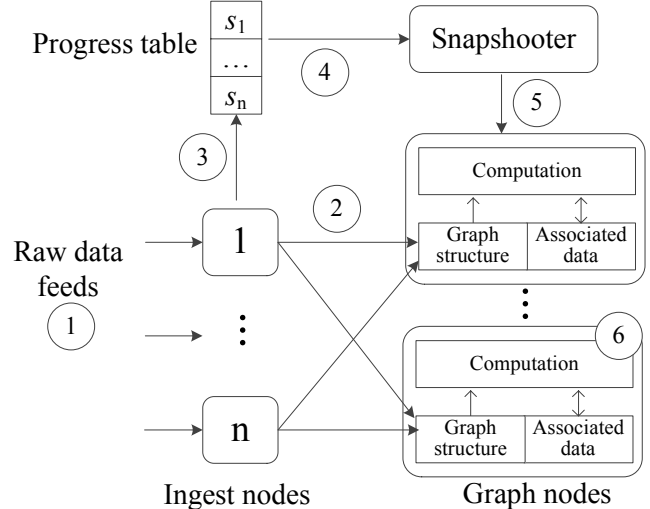 Progress table
s1
...
sn
4
Snapshooter
5
3
Computation
2
Graph structure
Associated data
1
Raw data
feeds
1
⋮
...
6
Computation
n
Graph structure
Associated data
Ingest nodes
Graph nodes